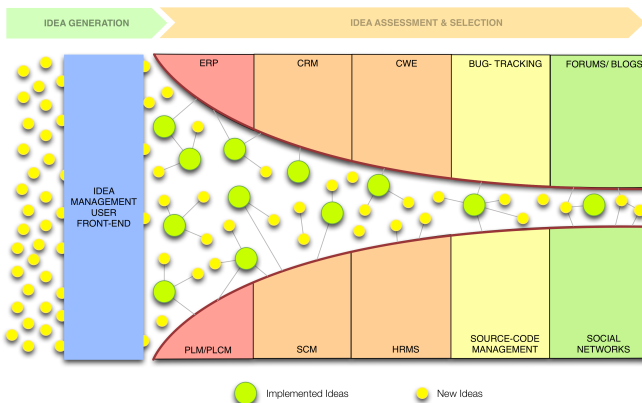 IDEA GENERATION
IDEA ASSESSMENT & SELECTION
ERP
CRM
CWE
BUG- TRACKING
FORUMS/ BLOGS
IDEA
MANAGEMENT
USER
FRONT-END
PLM/PLCM
SCM
HRMS
SOURCE-CODE
MANAGEMENT
SOCIAL
NETWORKS
Implemented Ideas
New Ideas